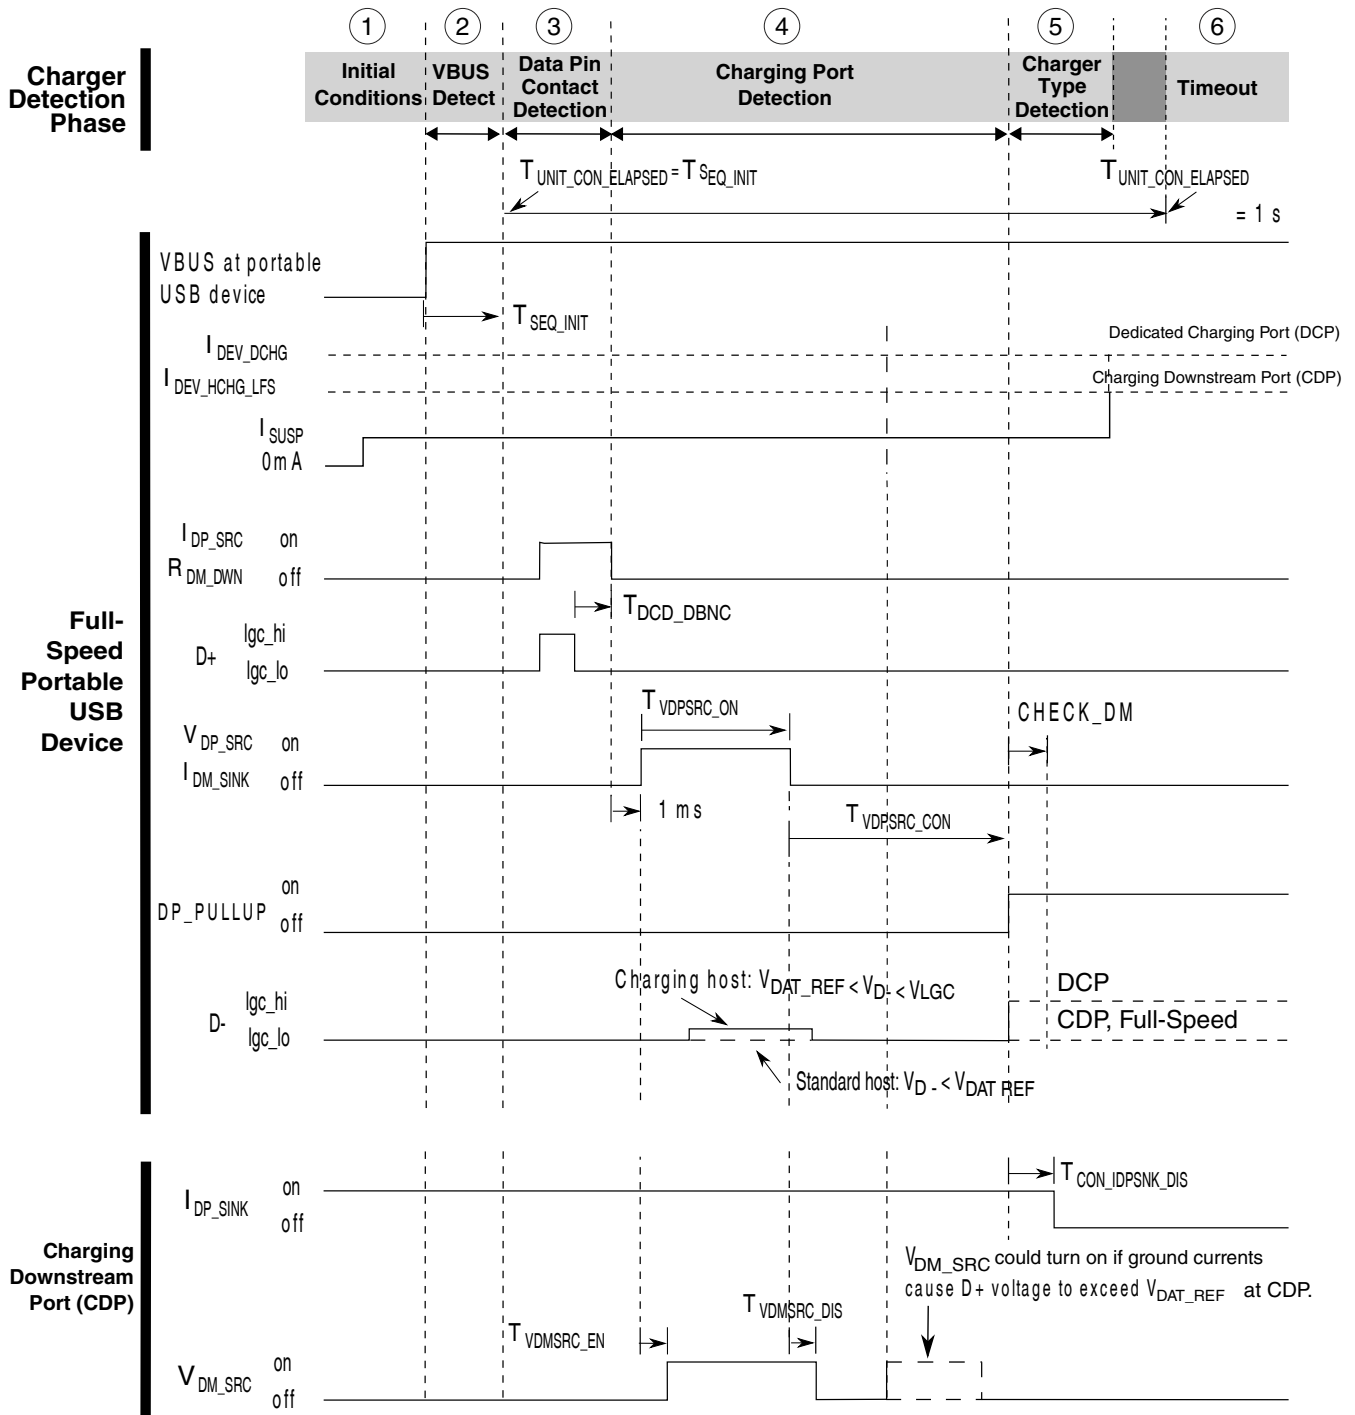 1 2 3 4 5 6
Charger
Detection
Phase
Initial
Conditions
VBUS
Detect
Data Pin
Contact
Detection
Charging Port
Detection
Charger
Type
Detection
Timeout
T UNIT_CON_ELAPSED = T SEQ_INIT
T UNIT_CON_ELAPSED
= 1 s
Full-
Speed
Portable
USB
Device
VBUS at portable
USB device
T SEQ_INIT
I DEV_DCHG
Dedicated Charging Port (DCP)
I DEV_HCHG_LFS
Charging Downstream Port (CDP)
I SUSP
0mA
I DP_SRC on
R DM_DWN off
T DCD_DBNC
lgc_hi
D+
lgc_lo
T VDPSRC_ON
CHECK_DM
V DP_SRC on
I DM_SINK off
1 ms
T VDPSRC_CON
on
DP_PULLUP off
Charging host: V DAT_REF < V D- < VLGC
DCP
lgc_hi
D-
lgc_lo
CDP, Full-Speed
Standard host: V D - < V DAT REF
Charging
Downstream
Port (CDP)
T CON_IDPSNK_DIS
on
I DP_SINK
off
V DM_SRC could turn on if ground currents
cause D+ voltage to exceed V DAT_REF at CDP.
T VDMSRC_DIS
T VDMSRC_EN
on
V DM_SRC
off